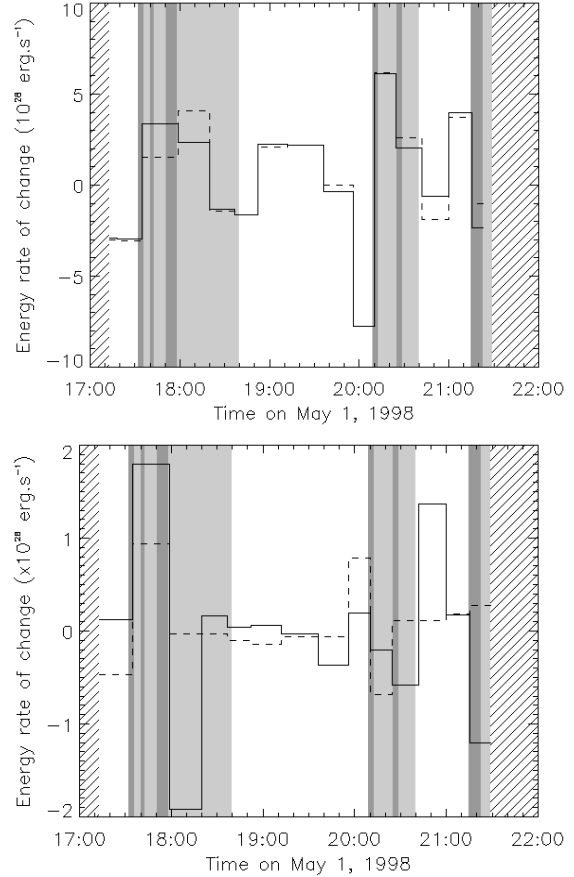 Energy rate of change (10²⁸ erg.s⁻¹)
10
5
0
−5
−10
17:00 18:00 19:00 20:00 21:00 22:00
Time on May 1, 1998
Energy rate of change (x10²⁸ erg.s⁻¹)
2
1
0
−1
−2
17:00 18:00 19:00 20:00 21:00 22:00
Time on May 1, 1998